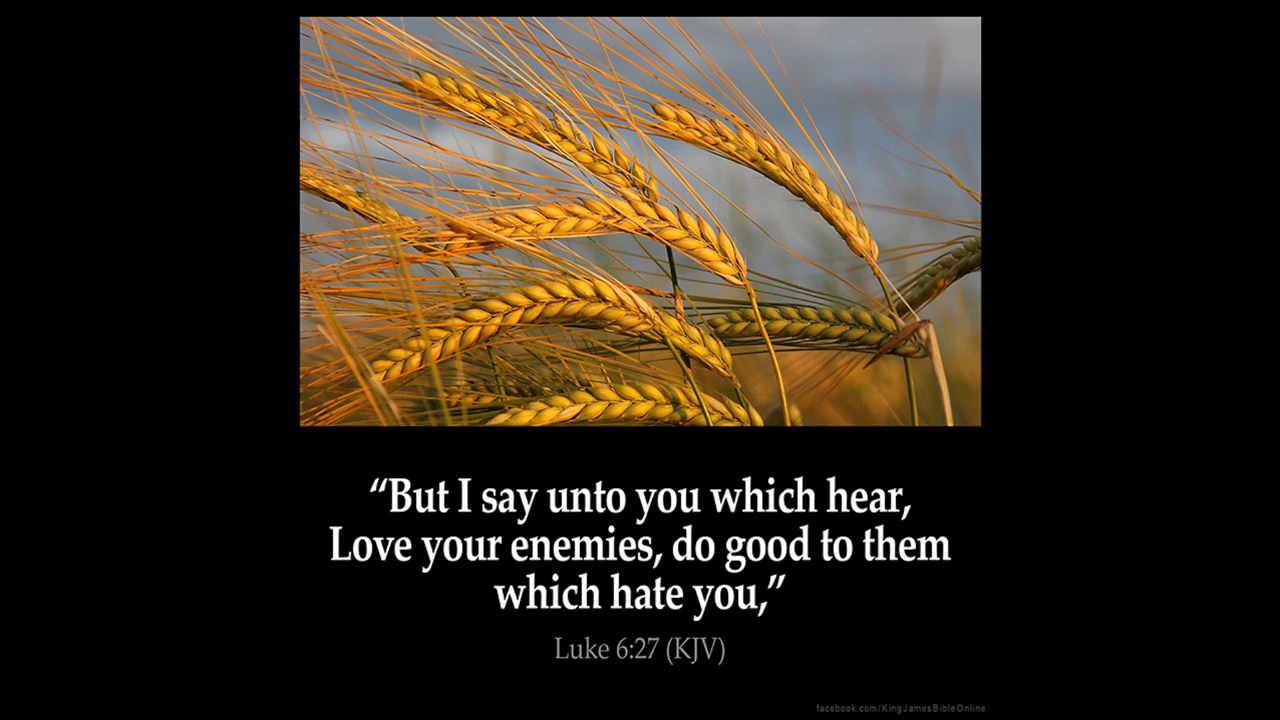 “But I say unto you which hear,
Love your enemies, do good to them
which hate you,”
Luke 6:27 (KJV)
facebook.com/KingJamesBibleOnline